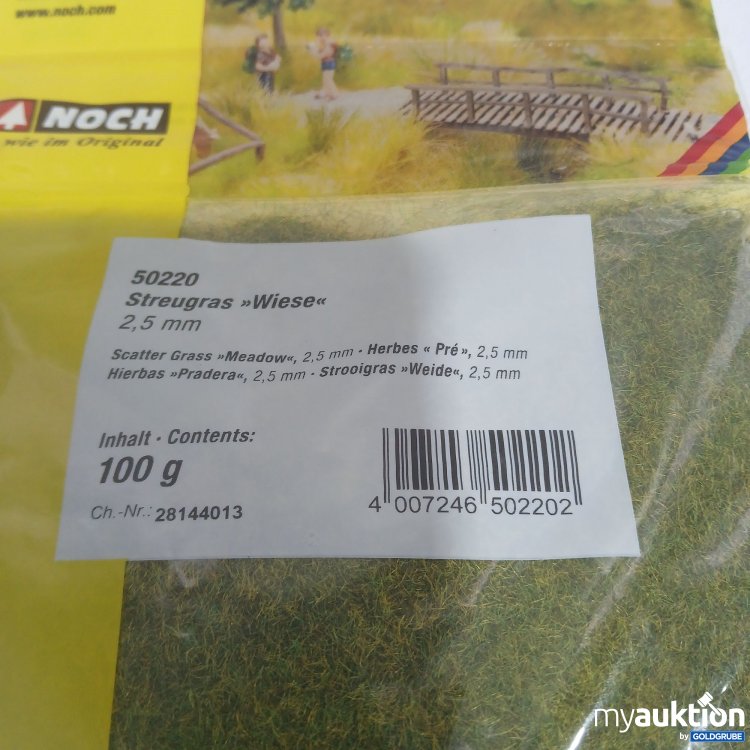 www.noch.com
NOCH
wie im Original
50220
Streugras »Wiese«
2,5 mm
Scatter Grass »Meadow«, 2,5 mm · Herbes « Pré », 2,5 mm
Hierbas »Pradera«, 2,5 mm · Strooigras »Weide«, 2,5 mm
Inhalt · Contents:
100 g
Ch.-Nr.: 28144013
4 007246 502202
myauktion
by GOLDGRUBE